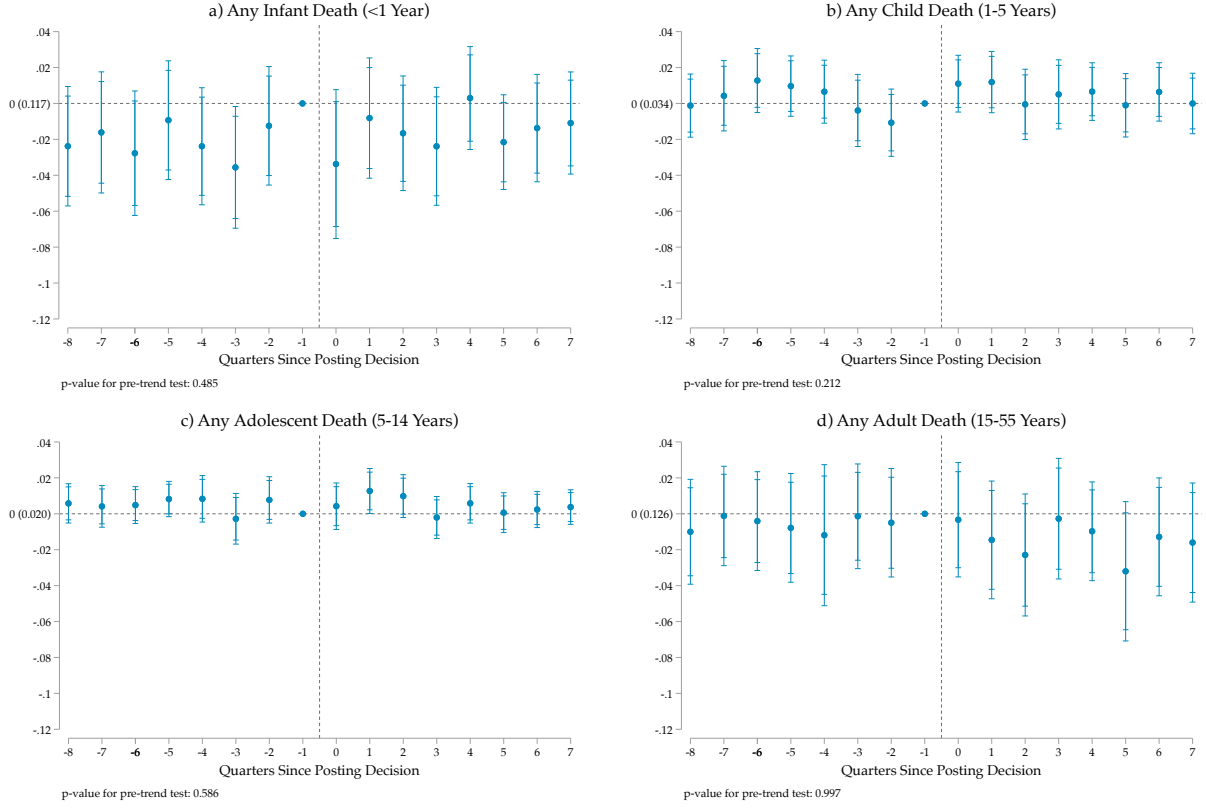 a) Any Infant Death (<1 Year)
.04
.02
0 (0.117)
-.02
-.04
-.06
-.08
-.1
-.12
-8 -7 -6 -5 -4 -3 -2 -1 0 1 2 3 4 5 6 7
Quarters Since Posting Decision
p-value for pre-trend test: 0.485
b) Any Child Death (1-5 Years)
.04
.02
0 (0.034)
-.02
-.04
-.06
-.08
-.1
-.12
-8 -7 -6 -5 -4 -3 -2 -1 0 1 2 3 4 5 6 7
Quarters Since Posting Decision
p-value for pre-trend test: 0.212
c) Any Adolescent Death (5-14 Years)
.04
.02
0 (0.020)
-.02
-.04
-.06
-.08
-.1
-.12
-8 -7 -6 -5 -4 -3 -2 -1 0 1 2 3 4 5 6 7
Quarters Since Posting Decision
p-value for pre-trend test: 0.586
d) Any Adult Death (15-55 Years)
.04
.02
0 (0.126)
-.02
-.04
-.06
-.08
-.1
-.12
-8 -7 -6 -5 -4 -3 -2 -1 0 1 2 3 4 5 6 7
Quarters Since Posting Decision
p-value for pre-trend test: 0.997